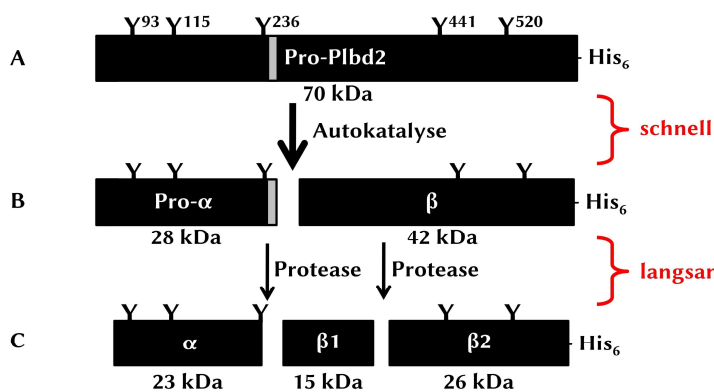 Y93 Y115 Y236 Y441 Y520
A Pro-Plbd2 His6
70 kDa
Autokatalyse schnell
Y Y Y Y Y
B Pro-α β His6
28 kDa 42 kDa
Protease Protease langsar
Y Y Y Y Y
C α β1 β2 His6
23 kDa 15 kDa 26 kDa